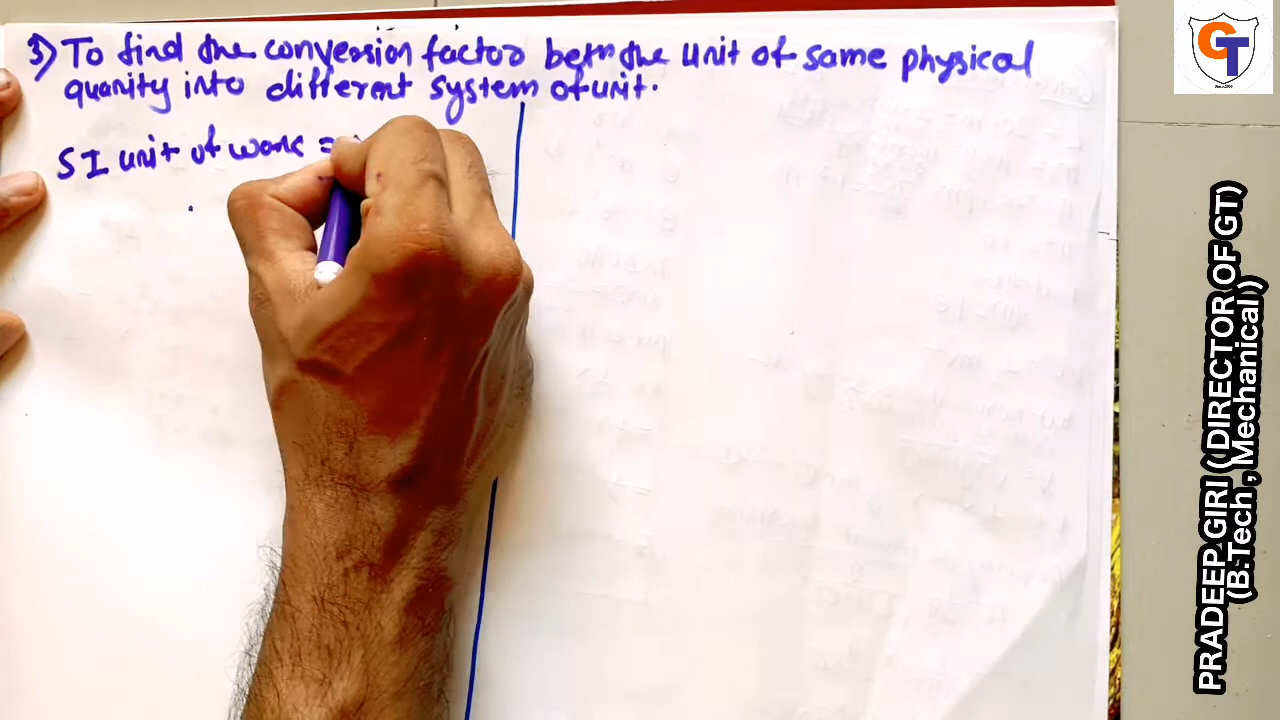 3) To find the conversion factor betn the unit of same physical
quanity into different system of unit.
SI unit of work =
GT
PRADEEP GIRI ( DIRECTOR OF GT)
(B.Tech , Mechanical )